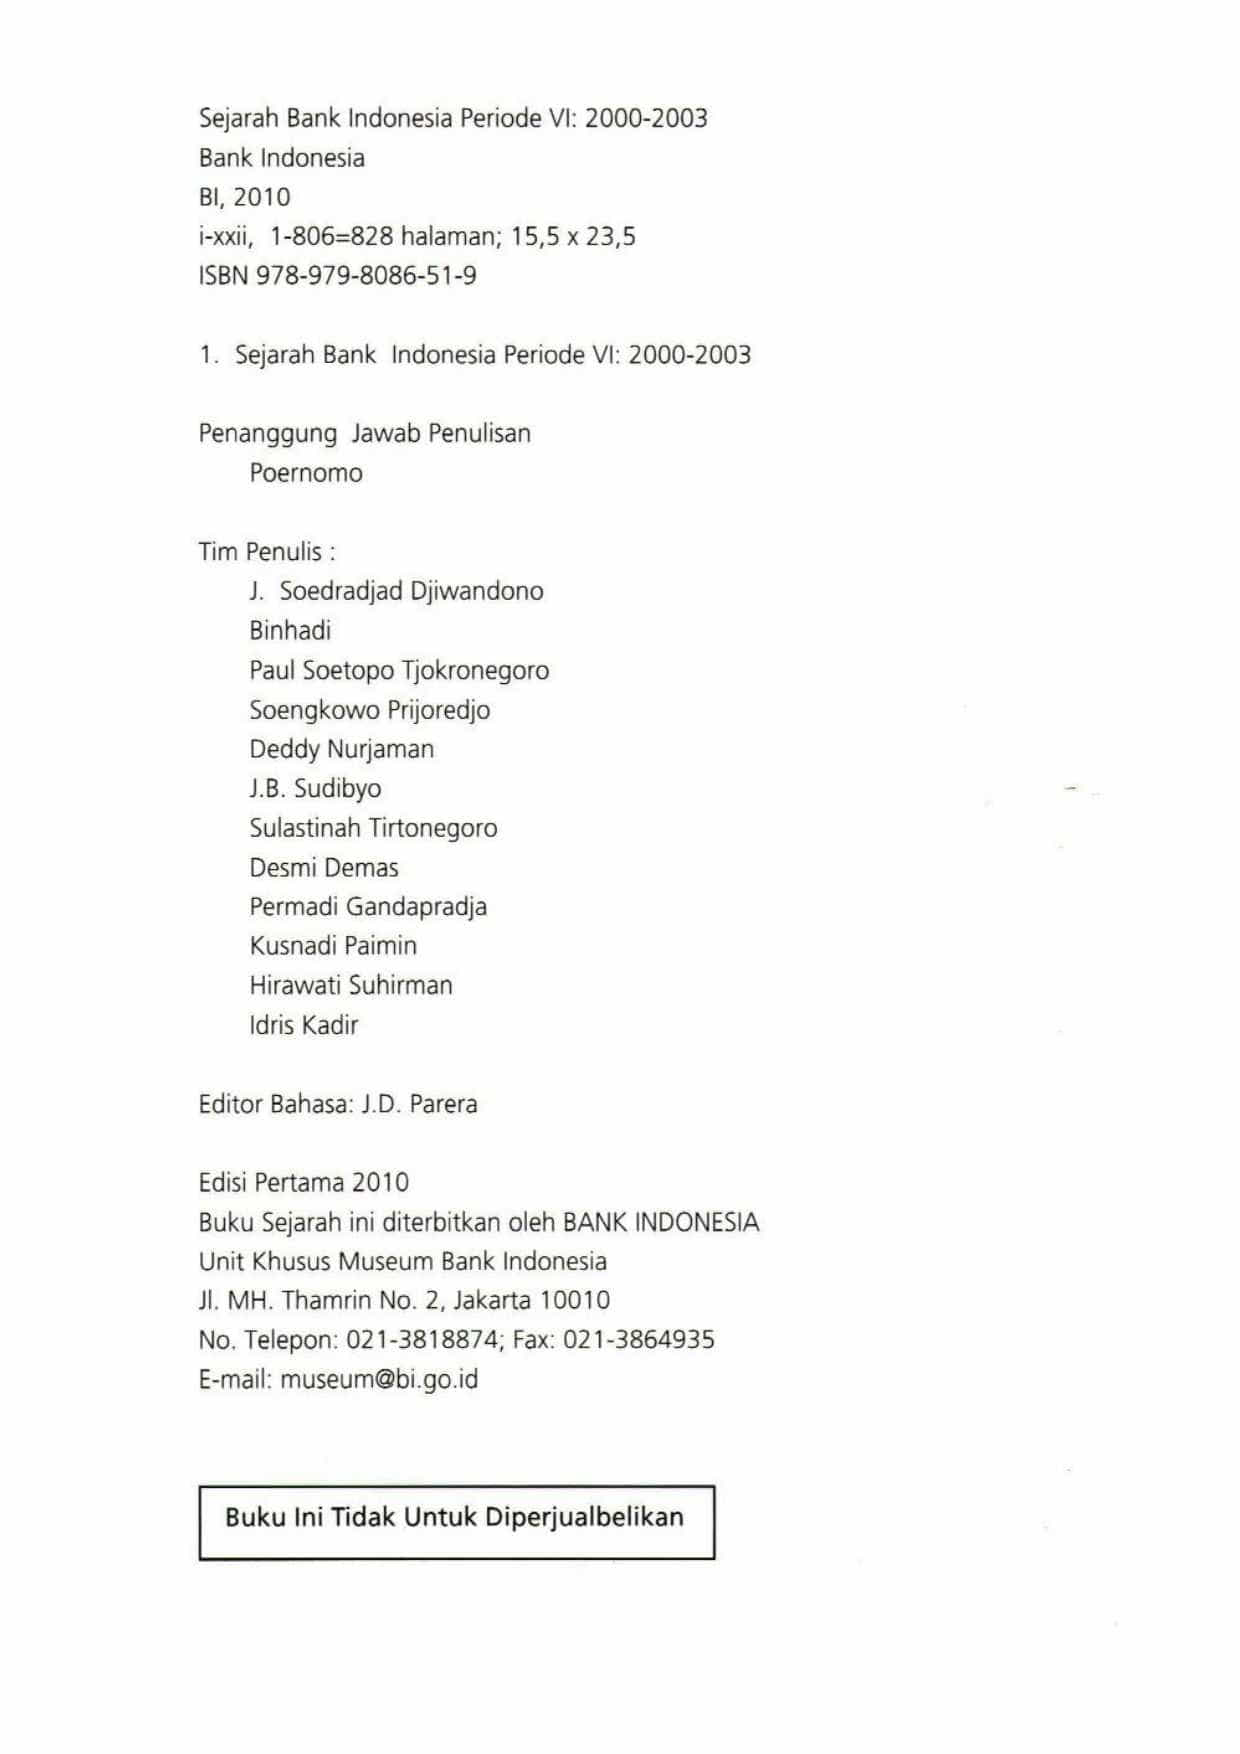 Sejarah Bank Indonesia Periode VI: 2000-2003
Bank Indonesia
BI, 2010
i-xxii, 1-806=828 halaman; 15,5 x 23,5
ISBN 978-979-8086-51-9
1. Sejarah Bank Indonesia Periode VI: 2000-2003
Penanggung Jawab Penulisan
Poernomo
Tim Penulis :
J. Soedradjad Djiwandono
Binhadi
Paul Soetopo Tjokronegoro
Soengkowo Prijoredjo
Deddy Nurjaman
J.B. Sudibyo
Sulastinah Tirtonegoro
Desmi Demas
Permadi Gandapradja
Kusnadi Paimin
Hirawati Suhirman
Idris Kadir
Editor Bahasa: J.D. Parera
Edisi Pertama 2010
Buku Sejarah ini diterbitkan oleh BANK INDONESIA
Unit Khusus Museum Bank Indonesia
Jl. MH. Thamrin No. 2, Jakarta 10010
No. Telepon: 021-3818874; Fax: 021-3864935
E-mail: museum@bi.go.id
Buku Ini Tidak Untuk Diperjualbelikan